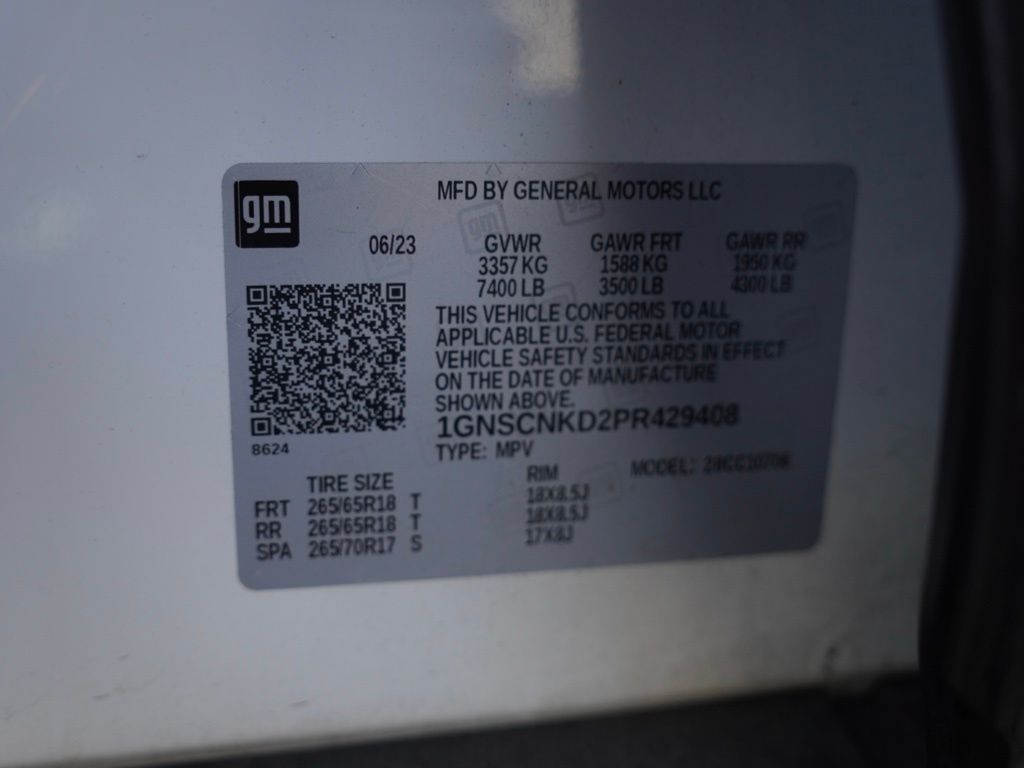 gm
MFD BY GENERAL MOTORS LLC
06/23 GVWR GAWR FRT GAWR RR
3357 KG 1588 KG 1950 KG
7400 LB 3500 LB 4300 LB
THIS VEHICLE CONFORMS TO ALL
APPLICABLE U.S. FEDERAL MOTOR
VEHICLE SAFETY STANDARDS IN EFFECT
ON THE DATE OF MANUFACTURE
SHOWN ABOVE.
1GNSCNKD2PR429408
8624
TYPE: MPV
MODEL:
TIRE SIZE RIM
FRT 265/65R18 T 18X8.5J
RR 265/65R18 T 18X8.5J
SPA 265/70R17 S 17X8J